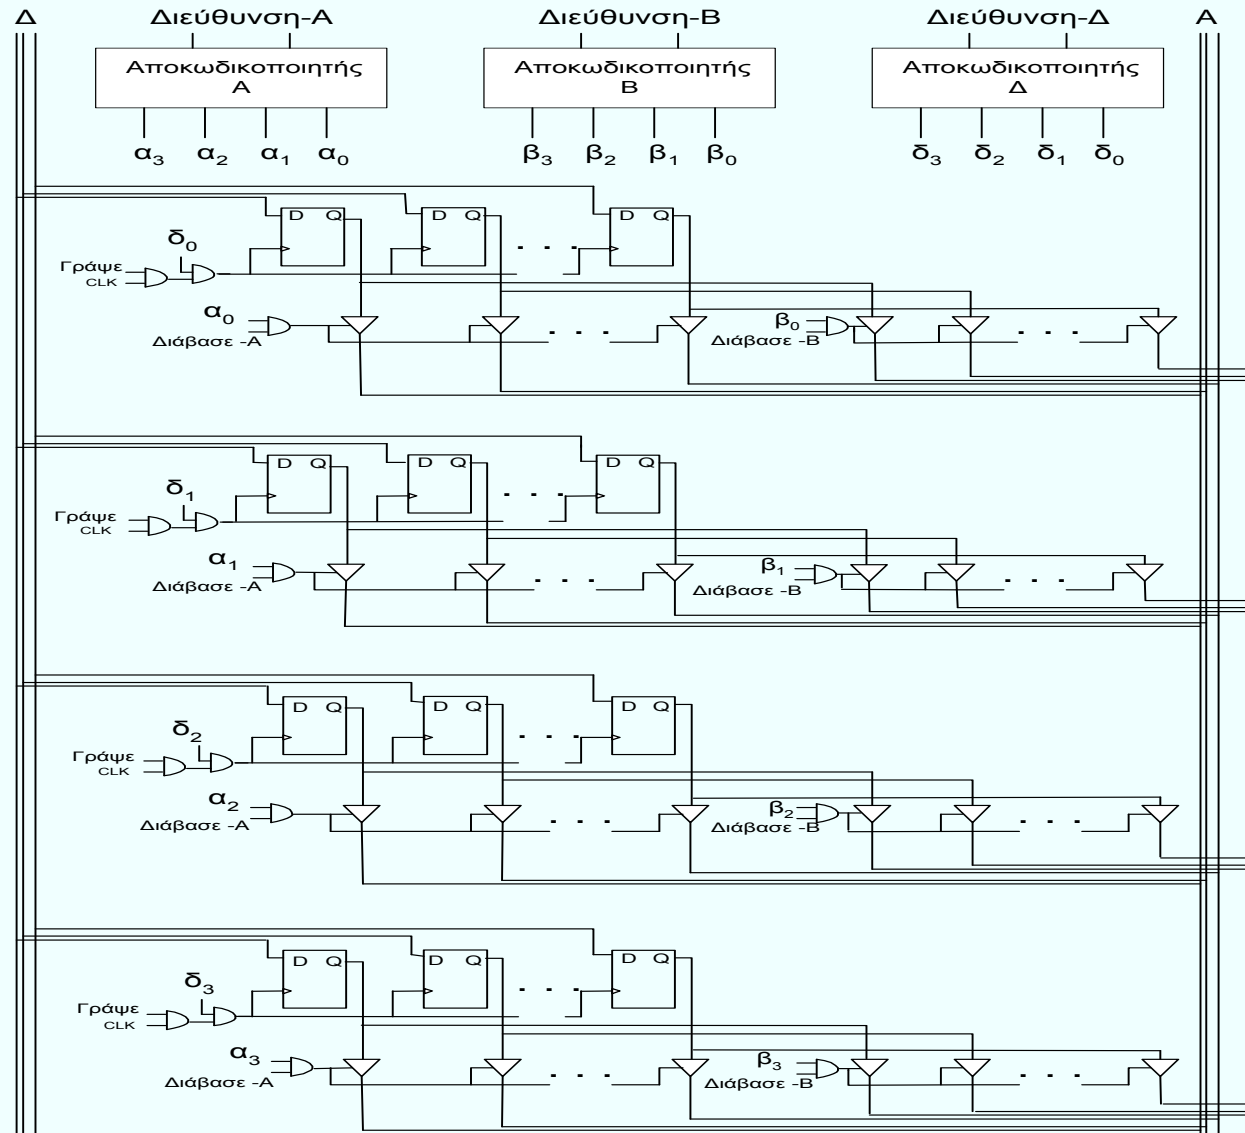 Δ Διεύθυνση-Α Διεύθυνση-Β Διεύθυνση-Δ Α
Αποκωδικοποιητής Αποκωδικοποιητής Αποκωδικοποιητής
Α Β Δ
α3 α2 α1 α0 β3 β2 β1 β0 δ3 δ2 δ1 δ0
D Q D Q D Q
δ0 . . .
Γράψε
CLK
α0 β0
. . . . . .
Διάβασε -Α Διάβασε -Β
D Q D Q D Q
δ1 . . .
Γράψε
CLK
α1 β1
. . . . . .
Διάβασε -Α Διάβασε -Β
D Q D Q D Q
δ2 . . .
Γράψε
CLK
α2 β2
. . . . . .
Διάβασε -Α Διάβασε -Β
D Q D Q D Q
δ3 . . .
Γράψε
CLK
α3 β3
. . . . . .
Διάβασε -Α Διάβασε -Β